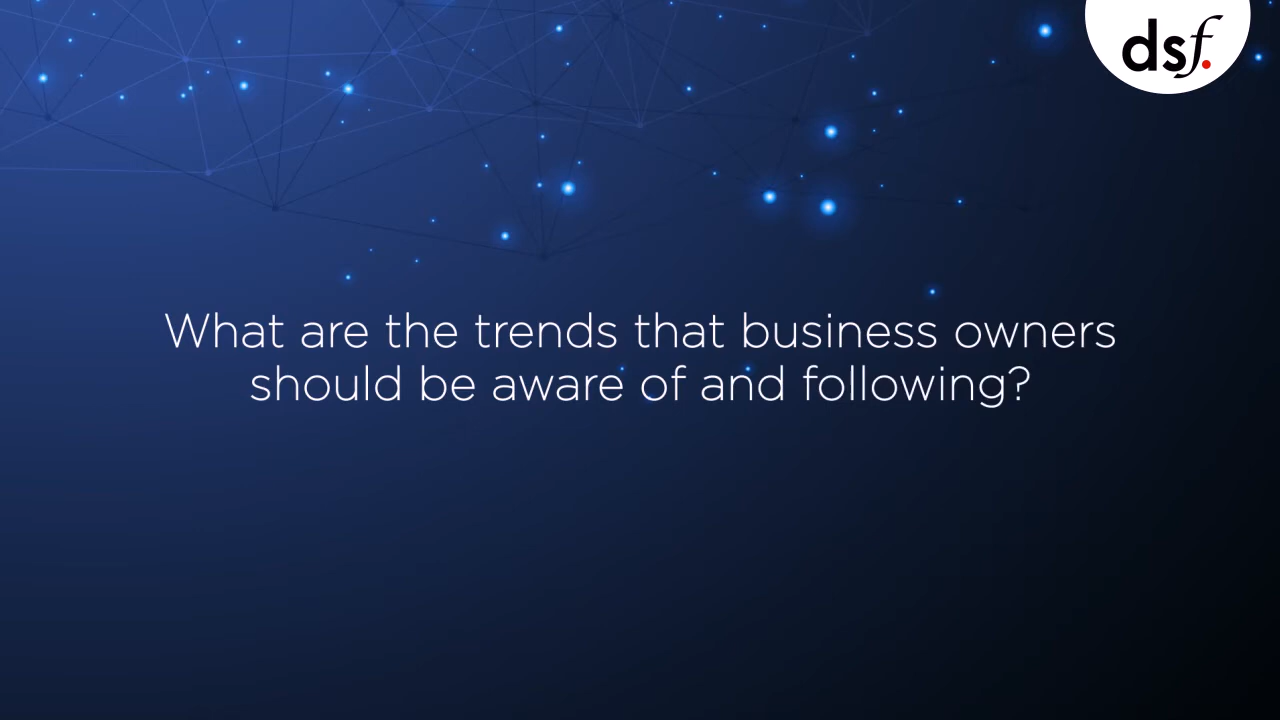 dsf.
What are the trends that business owners
should be aware of and following?